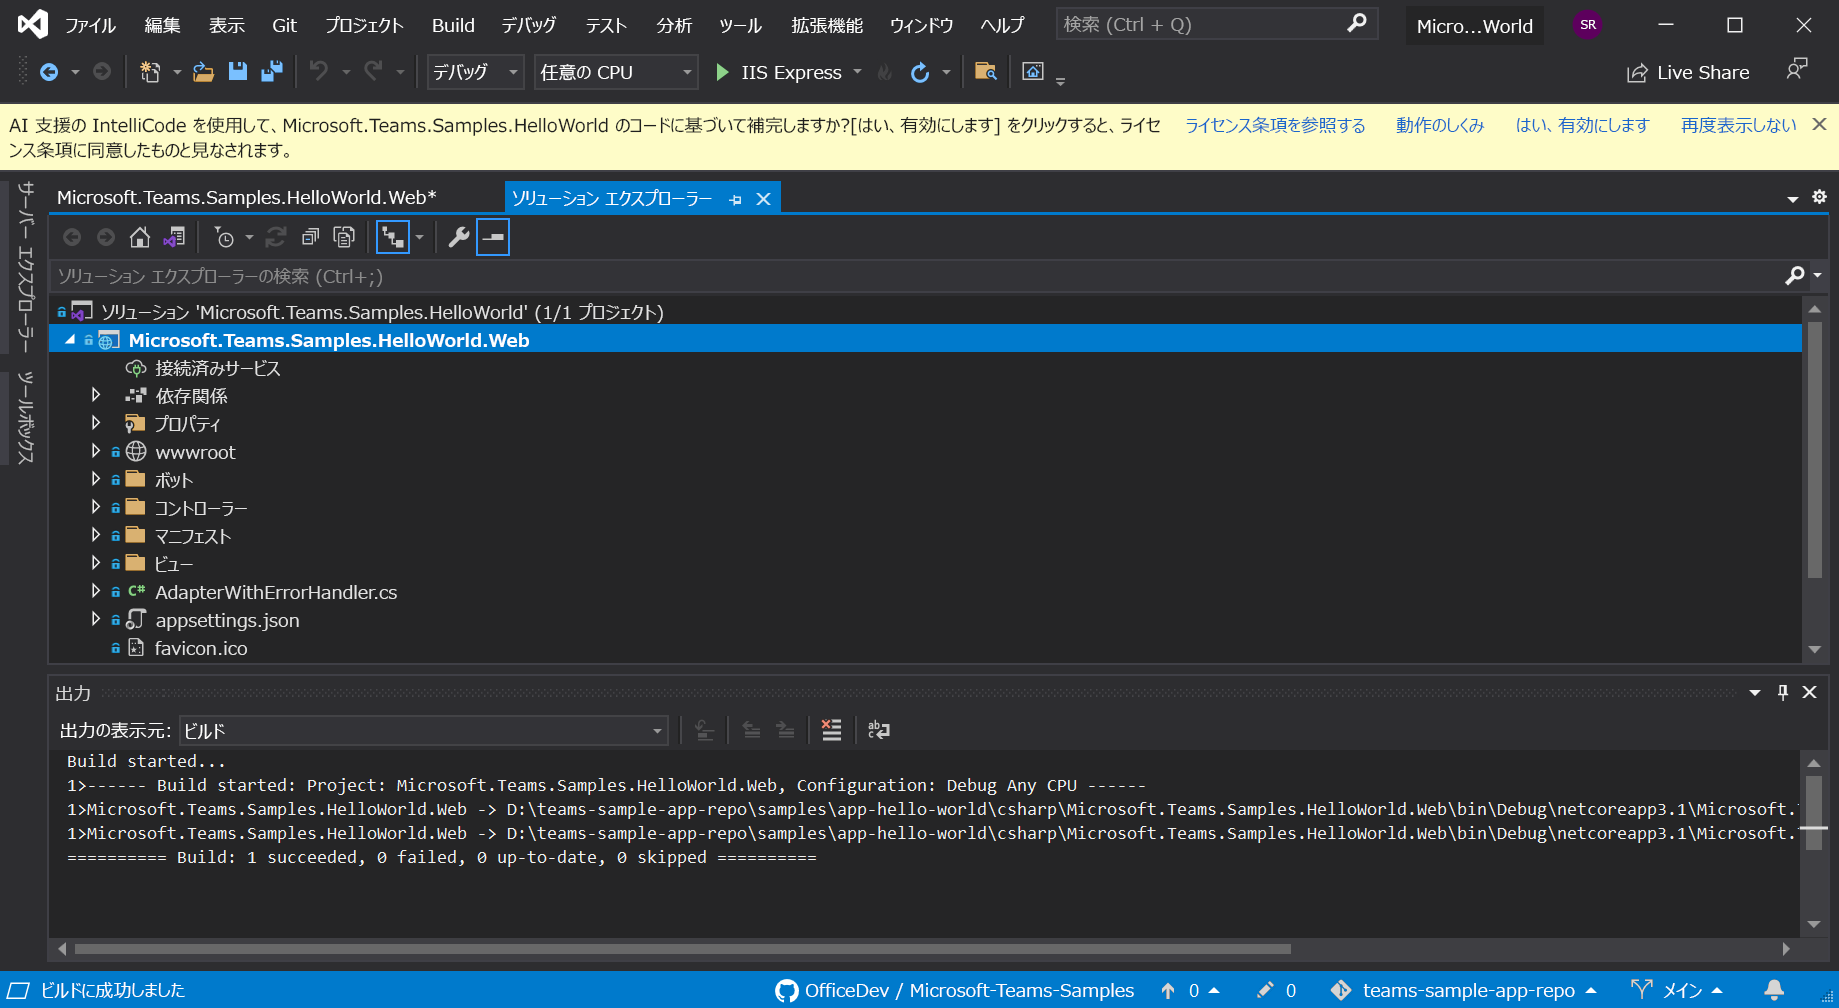 ファイル 編集 表示 Git プロジェクト Build デバッグ テスト 分析 ツール 拡張機能 ウィンドウ ヘルプ 検索 (Ctrl + Q) Micro...World SR
デバッグ 任意の CPU IIS Express Live Share
AI 支援の IntelliCode を使用して、Microsoft.Teams.Samples.HelloWorld のコードに基づいて補完しますか?[はい、有効にします] をクリックすると、ライセ
ンス条項に同意したものと見なされます。
ライセンス条項を参照する 動作のしくみ はい、有効にします 再度表示しない
サーバー エクスプローラー
ツールボックス
Microsoft.Teams.Samples.HelloWorld.Web* ソリューション エクスプローラー
ソリューション エクスプローラーの検索 (Ctrl+;)
ソリューション 'Microsoft.Teams.Samples.HelloWorld' (1/1 プロジェクト)
Microsoft.Teams.Samples.HelloWorld.Web
接続済みサービス
依存関係
プロパティ
wwwroot
ボット
コントローラー
マニフェスト
ビュー
C# AdapterWithErrorHandler.cs
appsettings.json
favicon.ico
出力
出力の表示元: ビルド
Build started...
1>------ Build started: Project: Microsoft.Teams.Samples.HelloWorld.Web, Configuration: Debug Any CPU ------
1>Microsoft.Teams.Samples.HelloWorld.Web -> D:\teams-sample-app-repo\samples\app-hello-world\csharp\Microsoft.Teams.Samples.HelloWorld.Web\bin\Debug\netcoreapp3.1\Microsoft.
1>Microsoft.Teams.Samples.HelloWorld.Web -> D:\teams-sample-app-repo\samples\app-hello-world\csharp\Microsoft.Teams.Samples.HelloWorld.Web\bin\Debug\netcoreapp3.1\Microsoft.
========== Build: 1 succeeded, 0 failed, 0 up-to-date, 0 skipped ==========
ビルドに成功しました OfficeDev / Microsoft-Teams-Samples 0 0 teams-sample-app-repo メイン